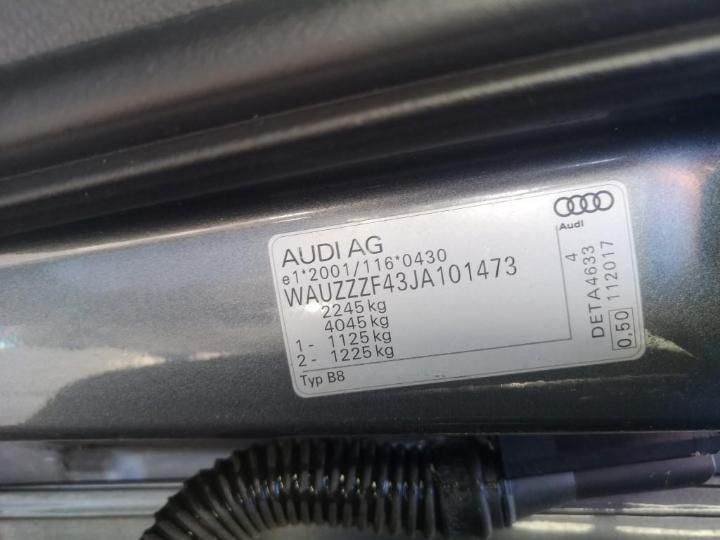 AUDI AG
e1*2001/116*0430
WAUZZZF43JA101473
2245 kg
4045 kg
1 - 1125 kg
2 - 1225 kg
Typ B8
Audi
4
DETA4633
0,50 112017